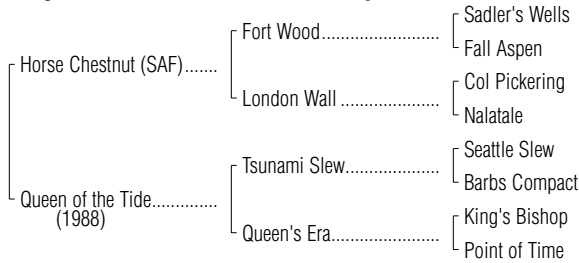 Sadler's Wells
Fort Wood
Fall Aspen
Horse Chestnut (SAF)
Col Pickering
London Wall
Nalatale
Seattle Slew
Tsunami Slew
Barbs Compact
Queen of the Tide
(1988)
King's Bishop
Queen's Era
Point of Time